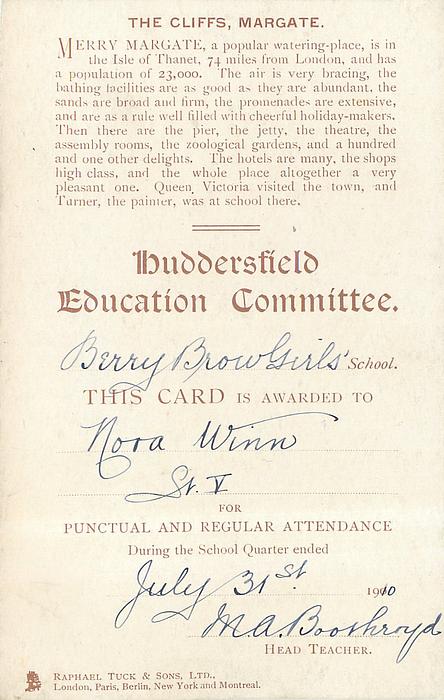 THE CLIFFS, MARGATE.
MERRY MARGATE, a popular watering-place, is in
the Isle of Thanet, 74 miles from London, and has
a population of 23,000. The air is very bracing, the
bathing facilities are as good as they are abundant, the
sands are broad and firm, the promenades are extensive,
and are as a rule well filled with cheerful holiday-makers.
Then there are the pier, the jetty, the theatre, the
assembly rooms, the zoological gardens, and a hundred
and one other delights. The hotels are many, the shops
high class, and the whole place altogether a very
pleasant one. Queen Victoria visited the town, and
Turner, the painter, was at school there.
Huddersfield
Education Committee.
Berry Brow Girls' School.
THIS CARD IS AWARDED TO
Nora Winn
St. V
FOR
PUNCTUAL AND REGULAR ATTENDANCE
During the School Quarter ended
July 31st 1910
M.A. Boothroyd
HEAD TEACHER.
RAPHAEL TUCK & SONS, LTD.,
London, Paris, Berlin, New York and Montreal.